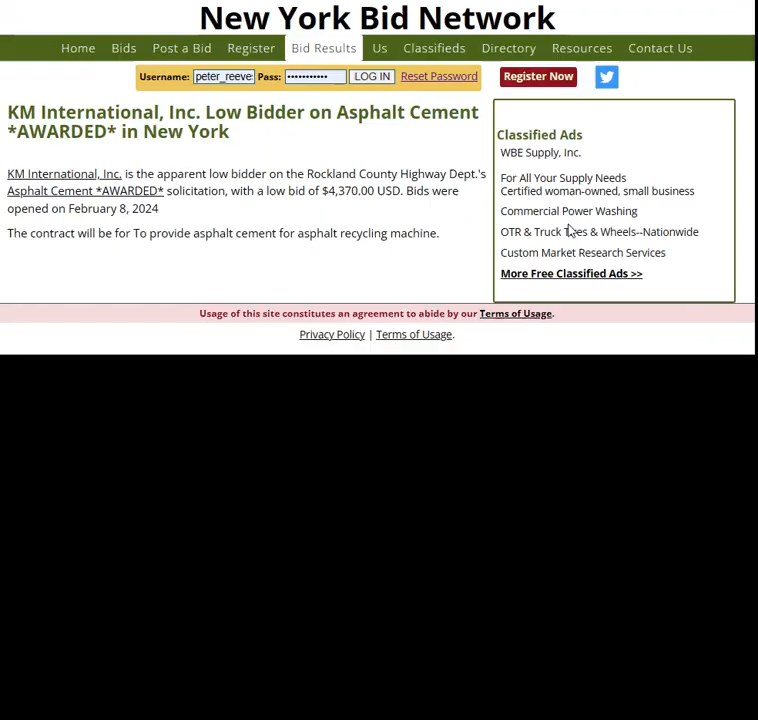 New York Bid Network
Home Bids Post a Bid Register Bid Results Us Classifieds Directory Resources Contact Us
Username: peter_reeve Pass: ••••••••••• LOG IN Reset Password Register Now
KM International, Inc. Low Bidder on Asphalt Cement
*AWARDED* in New York
KM International, Inc. is the apparent low bidder on the Rockland County Highway Dept.'s
Asphalt Cement *AWARDED* solicitation, with a low bid of $4,370.00 USD. Bids were
opened on February 8, 2024
The contract will be for To provide asphalt cement for asphalt recycling machine.
Classified Ads
WBE Supply, Inc.
For All Your Supply Needs
Certified woman-owned, small business
Commercial Power Washing
OTR & Truck Tires & Wheels--Nationwide
Custom Market Research Services
More Free Classified Ads >>
Usage of this site constitutes an agreement to abide by our Terms of Usage.
Privacy Policy | Terms of Usage.